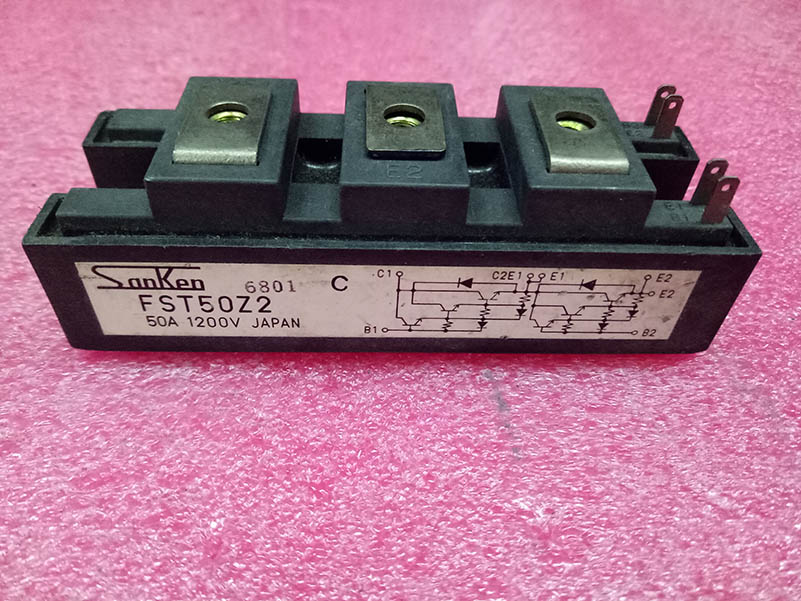 E2
SanKen 6801 C
FST50Z2
50A 1200V JAPAN
C1 C2E1 E1 E2
E2
B1 B2